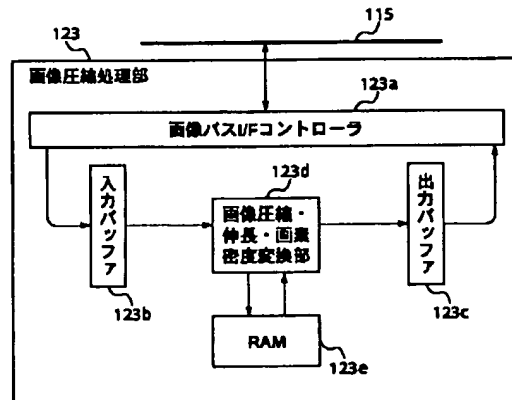 115
123
画像圧縮処理部
123a
画像バスI/Fコントローラ
入力バッファ
123b
123d
画像圧縮・
伸長・画素
密度変換部
出力バッファ
123c
RAM
123e